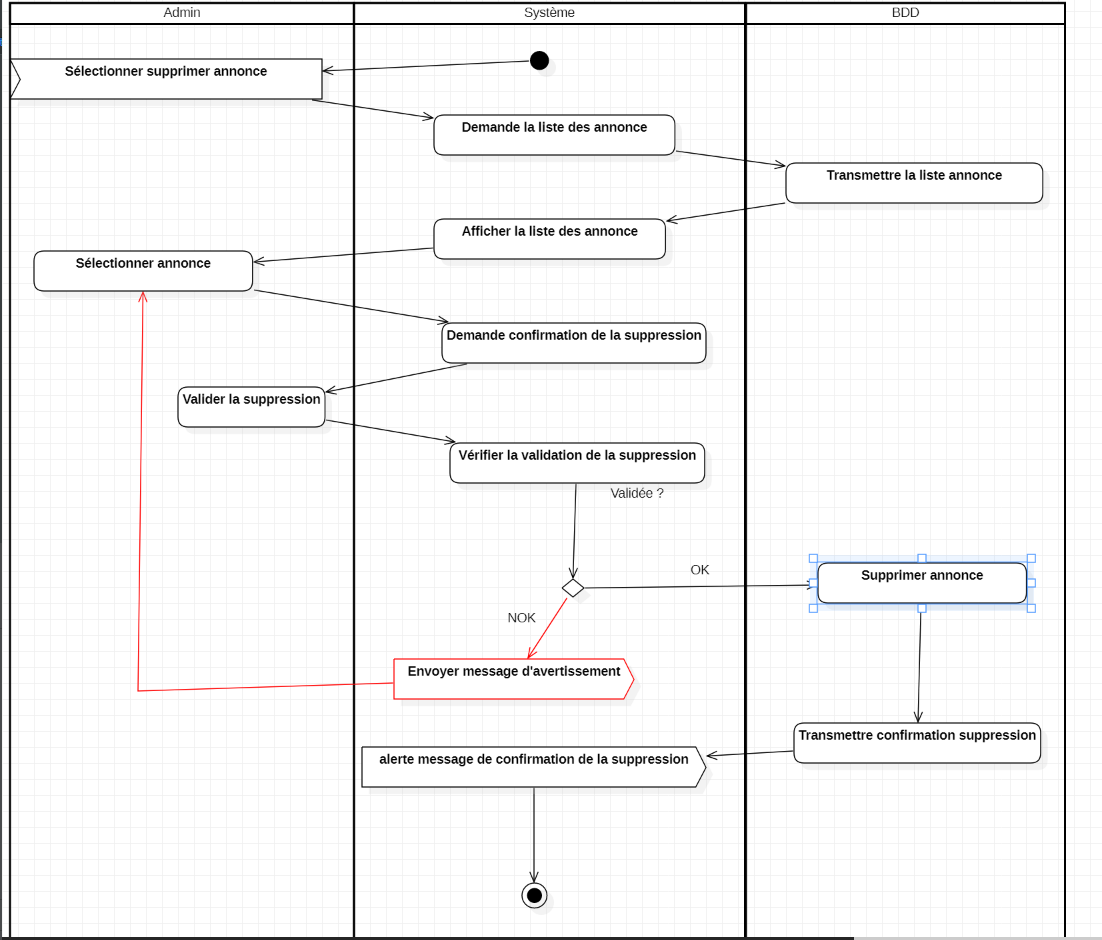 Admin
Système
BDD
Sélectionner supprimer annonce
Demande la liste des annonce
Transmettre la liste annonce
Afficher la liste des annonce
Sélectionner annonce
Demande confirmation de la suppression
Valider la suppression
Vérifier la validation de la suppression
Validée ?
OK
Supprimer annonce
NOK
Envoyer message d'avertissement
Transmettre confirmation suppression
alerte message de confirmation de la suppression